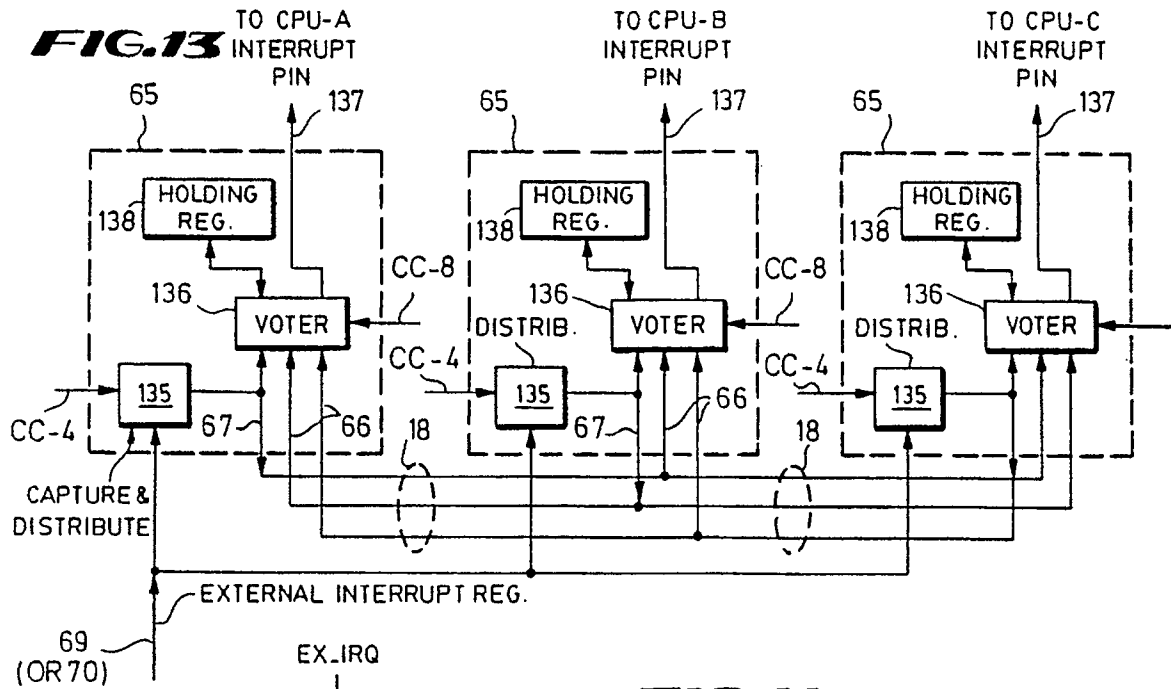 FIG.13
TO CPU-A
INTERRUPT
PIN
TO CPU-B
INTERRUPT
PIN
TO CPU-C
INTERRUPT
PIN
65
137
65
137
65
137
HOLDING
REG.
138
HOLDING
REG.
138
HOLDING
REG.
138
136
VOTER
CC-8
136
VOTER
CC-8
136
VOTER
DISTRIB.
DISTRIB.
CC-4
135
67
66
CC-4
135
67
66
CC-4
135
18
18
CAPTURE &
DISTRIBUTE
EXTERNAL INTERRUPT REG.
69
(OR 70)
EX_IRQ